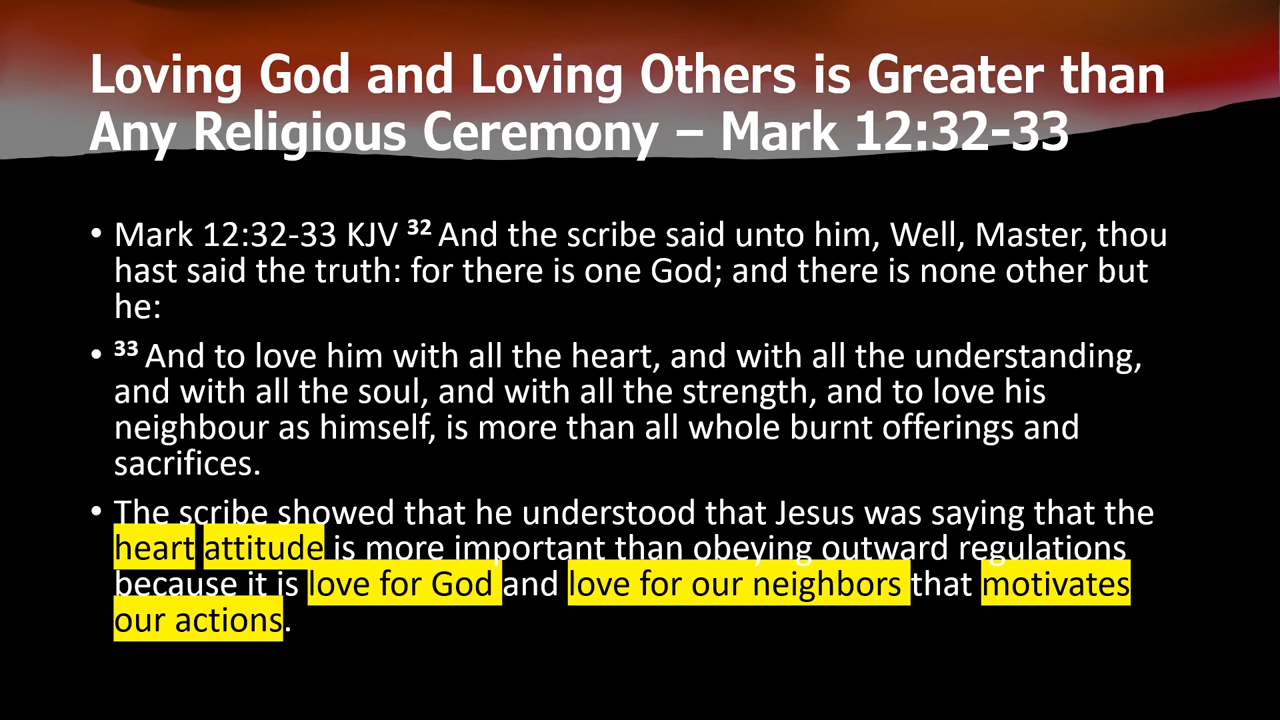 Loving God and Loving Others is Greater than
Any Religious Ceremony – Mark 12:32-33
• Mark 12:32-33 KJV 32 And the scribe said unto him, Well, Master, thou
hast said the truth: for there is one God; and there is none other but
he:
• 33 And to love him with all the heart, and with all the understanding,
and with all the soul, and with all the strength, and to love his
neighbour as himself, is more than all whole burnt offerings and
sacrifices.
• The scribe showed that he understood that Jesus was saying that the
heart attitude is more important than obeying outward regulations
because it is love for God and love for our neighbors that motivates
our actions.